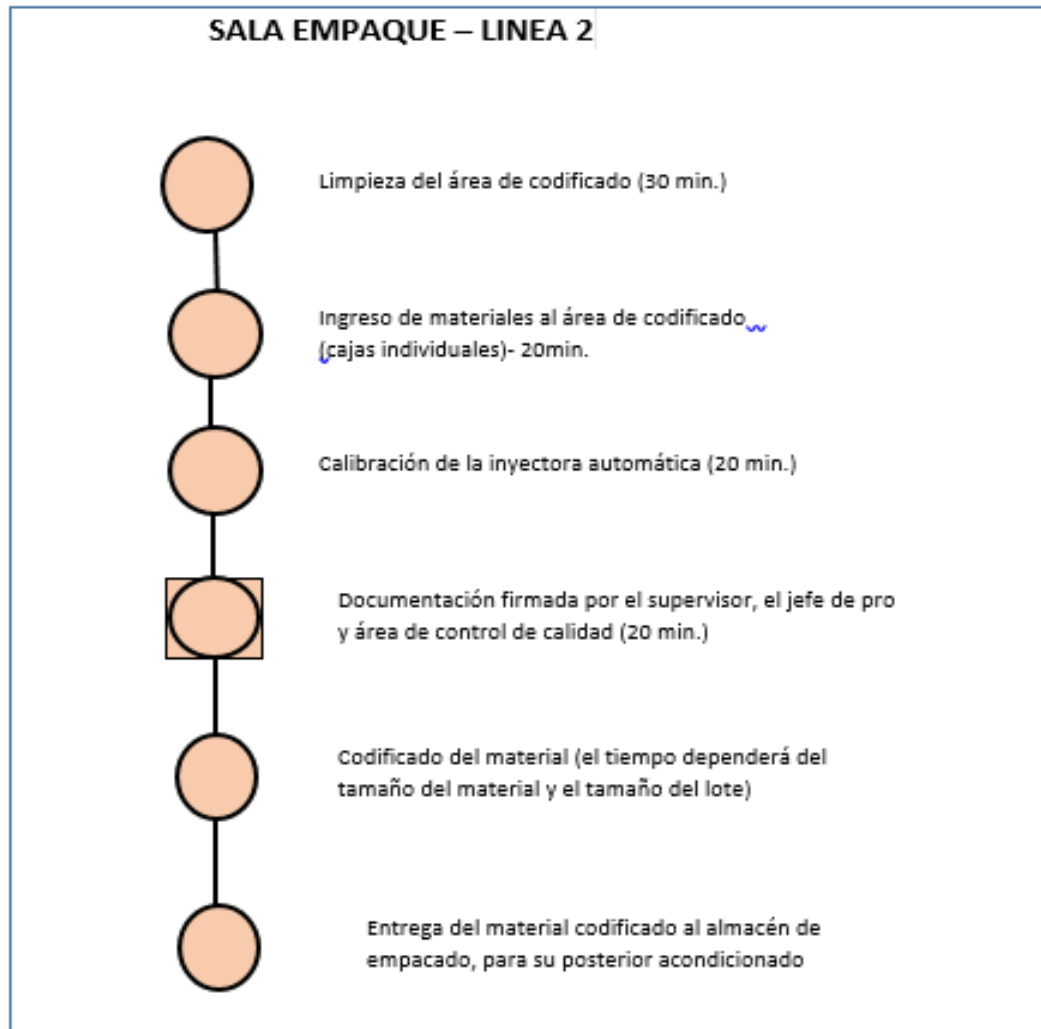 SALA EMPAQUE – LINEA 2
Limpieza del área de codificado (30 min.)
Ingreso de materiales al área de codificado
(cajas individuales)- 20min.
Calibración de la inyectora automática (20 min.)
Documentación firmada por el supervisor, el jefe de pro
y área de control de calidad (20 min.)
Codificado del material (el tiempo dependerá del
tamaño del material y el tamaño del lote)
Entrega del material codificado al almacén de
empacado, para su posterior acondicionado